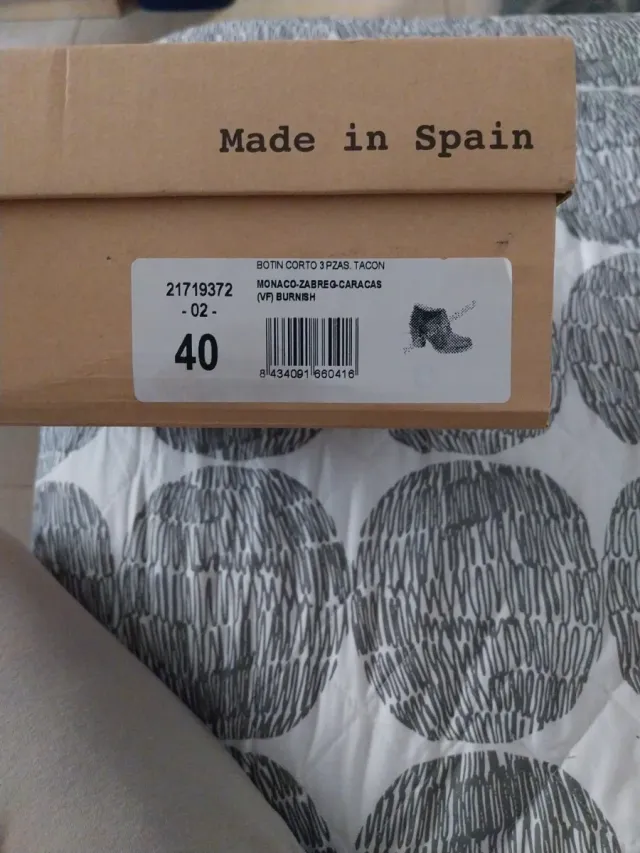 Made in Spain
BOTIN CORTO 3 PZAS. TACON
21719372
- 02 -
40
MONACO-ZABREG-CARACAS
(VF) BURNISH
8 434091 660416